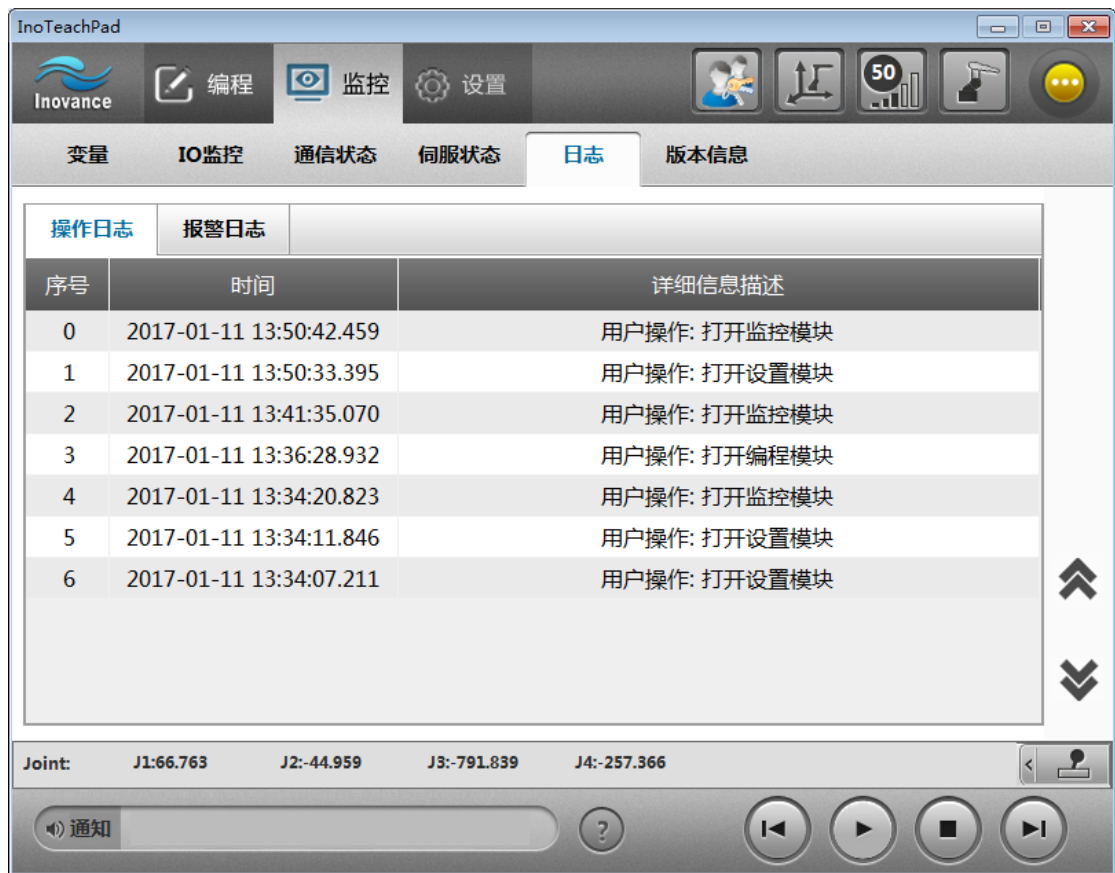 InoTeachPad
Inovance 编程 监控 设置 50
变量 IO监控 通信状态 伺服状态 日志 版本信息
操作日志 报警日志
序号 时间 详细信息描述
0 2017-01-11 13:50:42.459 用户操作: 打开监控模块
1 2017-01-11 13:50:33.395 用户操作: 打开设置模块
2 2017-01-11 13:41:35.070 用户操作: 打开监控模块
3 2017-01-11 13:36:28.932 用户操作: 打开编程模块
4 2017-01-11 13:34:20.823 用户操作: 打开监控模块
5 2017-01-11 13:34:11.846 用户操作: 打开设置模块
6 2017-01-11 13:34:07.211 用户操作: 打开设置模块
Joint: J1:66.763 J2:-44.959 J3:-791.839 J4:-257.366
通知 ?